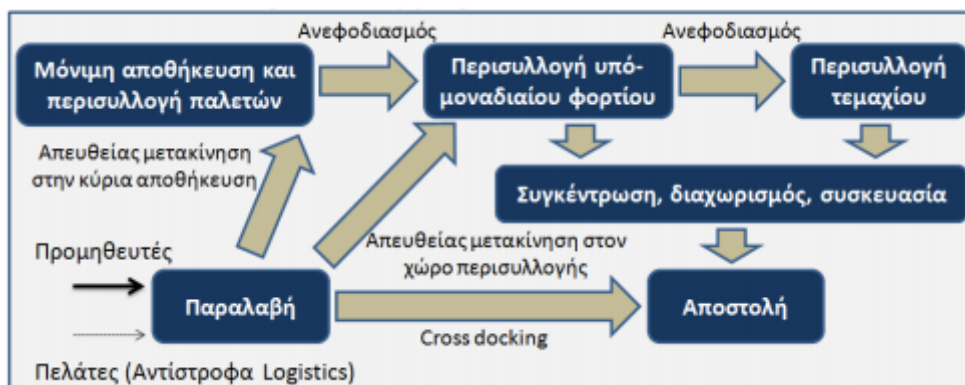 Ανεφοδιασμός
Ανεφοδιασμός
Μόνιμη αποθήκευση και
περισυλλογή παλετών
Περισυλλογή υπό-
μοναδιαίου φορτίου
Περισυλλογή
τεμαχίου
Απευθείας μετακίνηση
στην κύρια αποθήκευση
Συγκέντρωση, διαχωρισμός, συσκευασία
Προμηθευτές
Απευθείας μετακίνηση στον
χώρο περισυλλογής
Παραλαβή
Αποστολή
Cross docking
Πελάτες (Αντίστροφα Logistics)